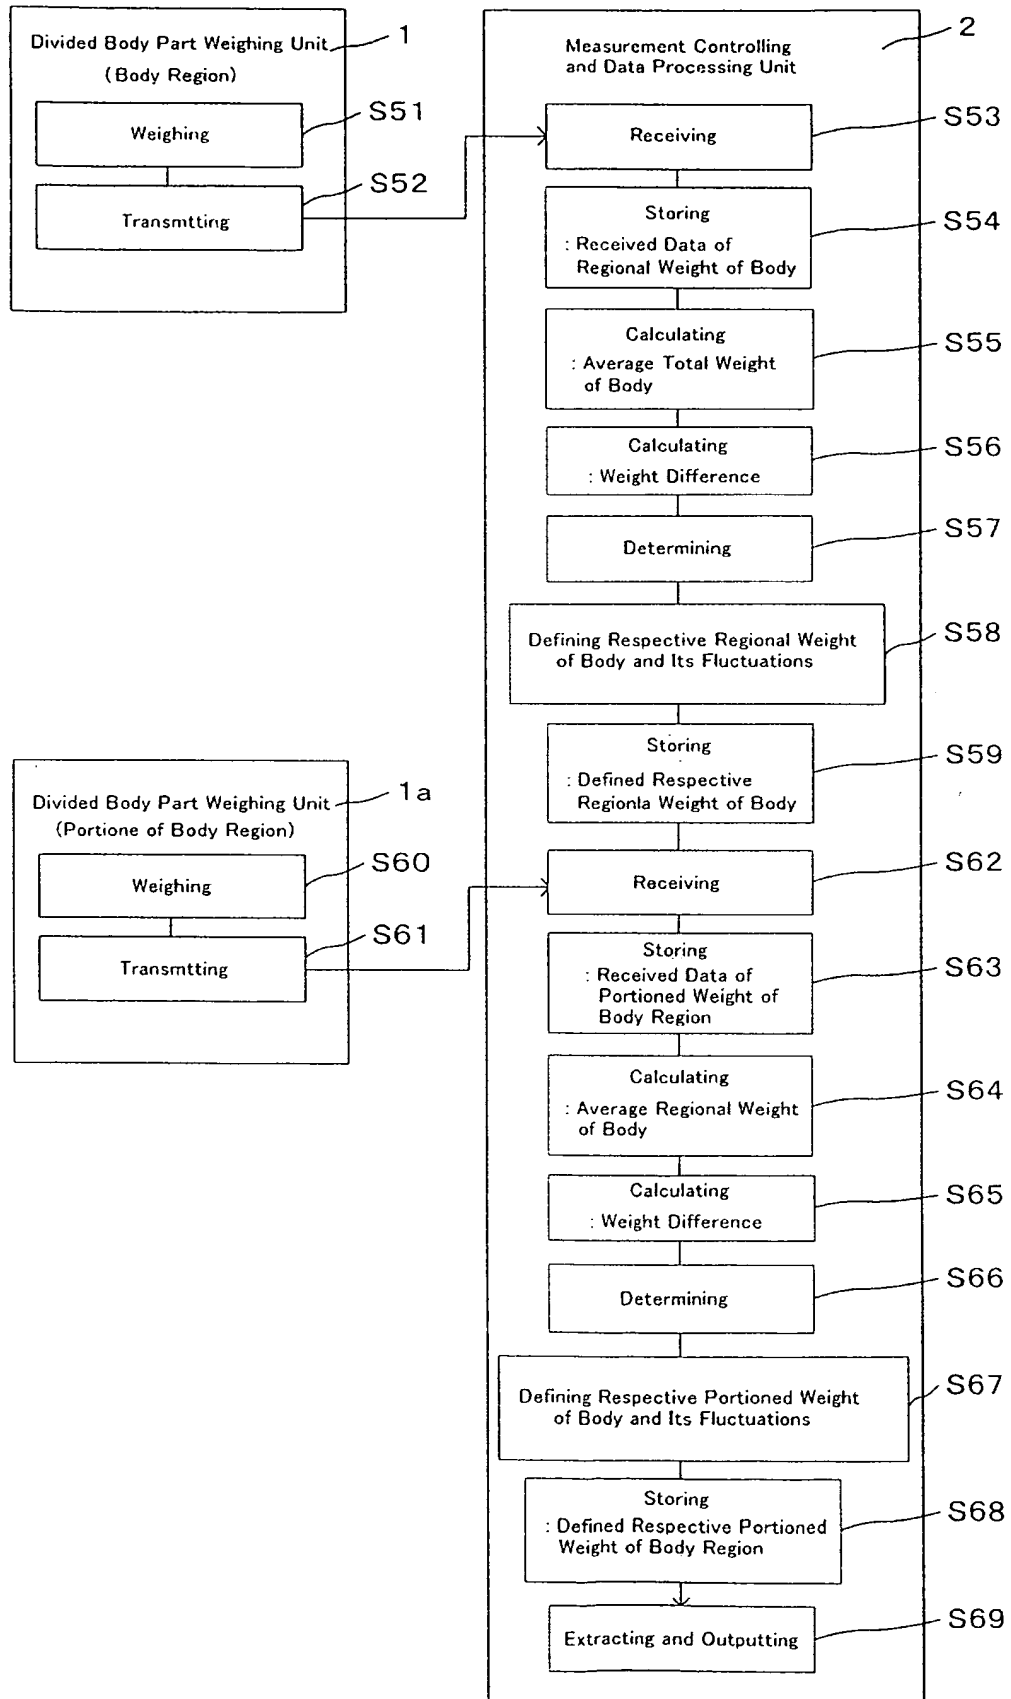 Divided Body Part Weighing Unit
(Body Region)
1
Weighing
S51
Transmtting
S52
2
Measurement Controlling
and Data Processing Unit
Receiving
S53
Storing
: Received Data of
Regional Weight of Body
S54
Calculating
: Average Total Weight
of Body
S55
Calculating
: Weight Difference
S56
Determining
S57
Defining Respective Regional Weight
of Body and Its Fluctuations
S58
Storing
: Defined Respective
Regionla Weight of Body
S59
Divided Body Part Weighing Unit
(Portione of Body Region)
1a
Weighing
S60
Transmtting
S61
Receiving
S62
Storing
: Received Data of
Portioned Weight of
Body Region
S63
Calculating
: Average Regional Weight
of Body
S64
Calculating
: Weight Difference
S65
Determining
S66
Defining Respective Portioned Weight
of Body and Its Fluctuations
S67
Storing
: Defined Respective Portioned
Weight of Body Region
S68
Extracting and Outputting
S69